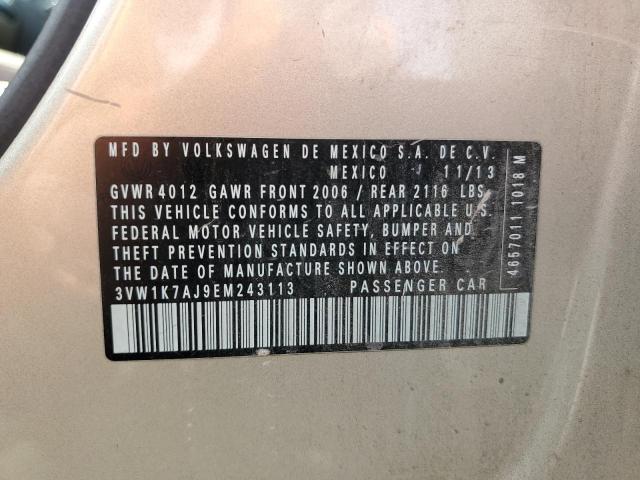 MFD BY VOLKSWAGEN DE MEXICO S.A. DE C.V.
MEXICO 11/13
GVWR 4012 GAWR FRONT 2006 / REAR 2116 LBS
THIS VEHICLE CONFORMS TO ALL APPLICABLE U.S.
FEDERAL MOTOR VEHICLE SAFETY, BUMPER AND
THEFT PREVENTION STANDARDS IN EFFECT ON
THE DATE OF MANUFACTURE SHOWN ABOVE.
3VW1K7AJ9EM243113 PASSENGER CAR
4657011 1018 M